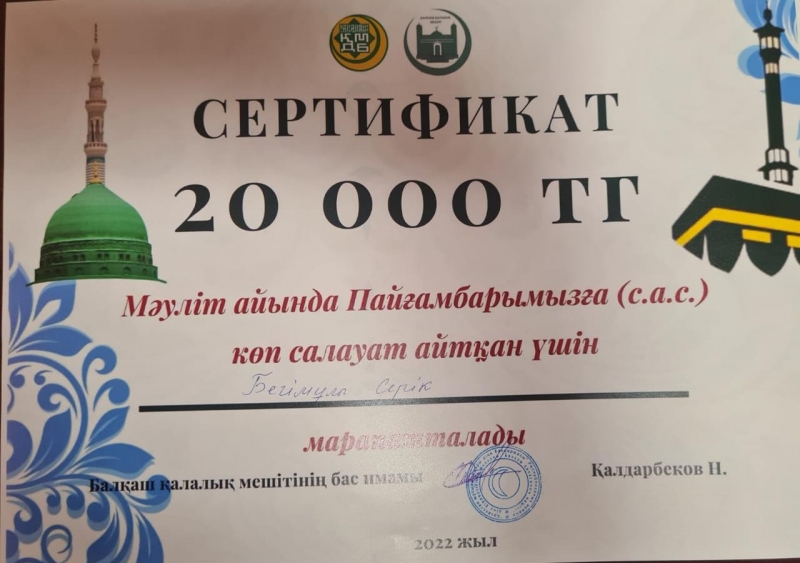 ҚМДБ
СЕРТИФИКАТ
20 000 ТГ
Мәуліт айында Пайғамбарымызға (с.а.с.)
көп салауат айтқан үшін
Бегімұлы Серік
марапатталады
Балқаш қалалық мешітінің бас имамы Қалдарбеков Н.
2022 жыл